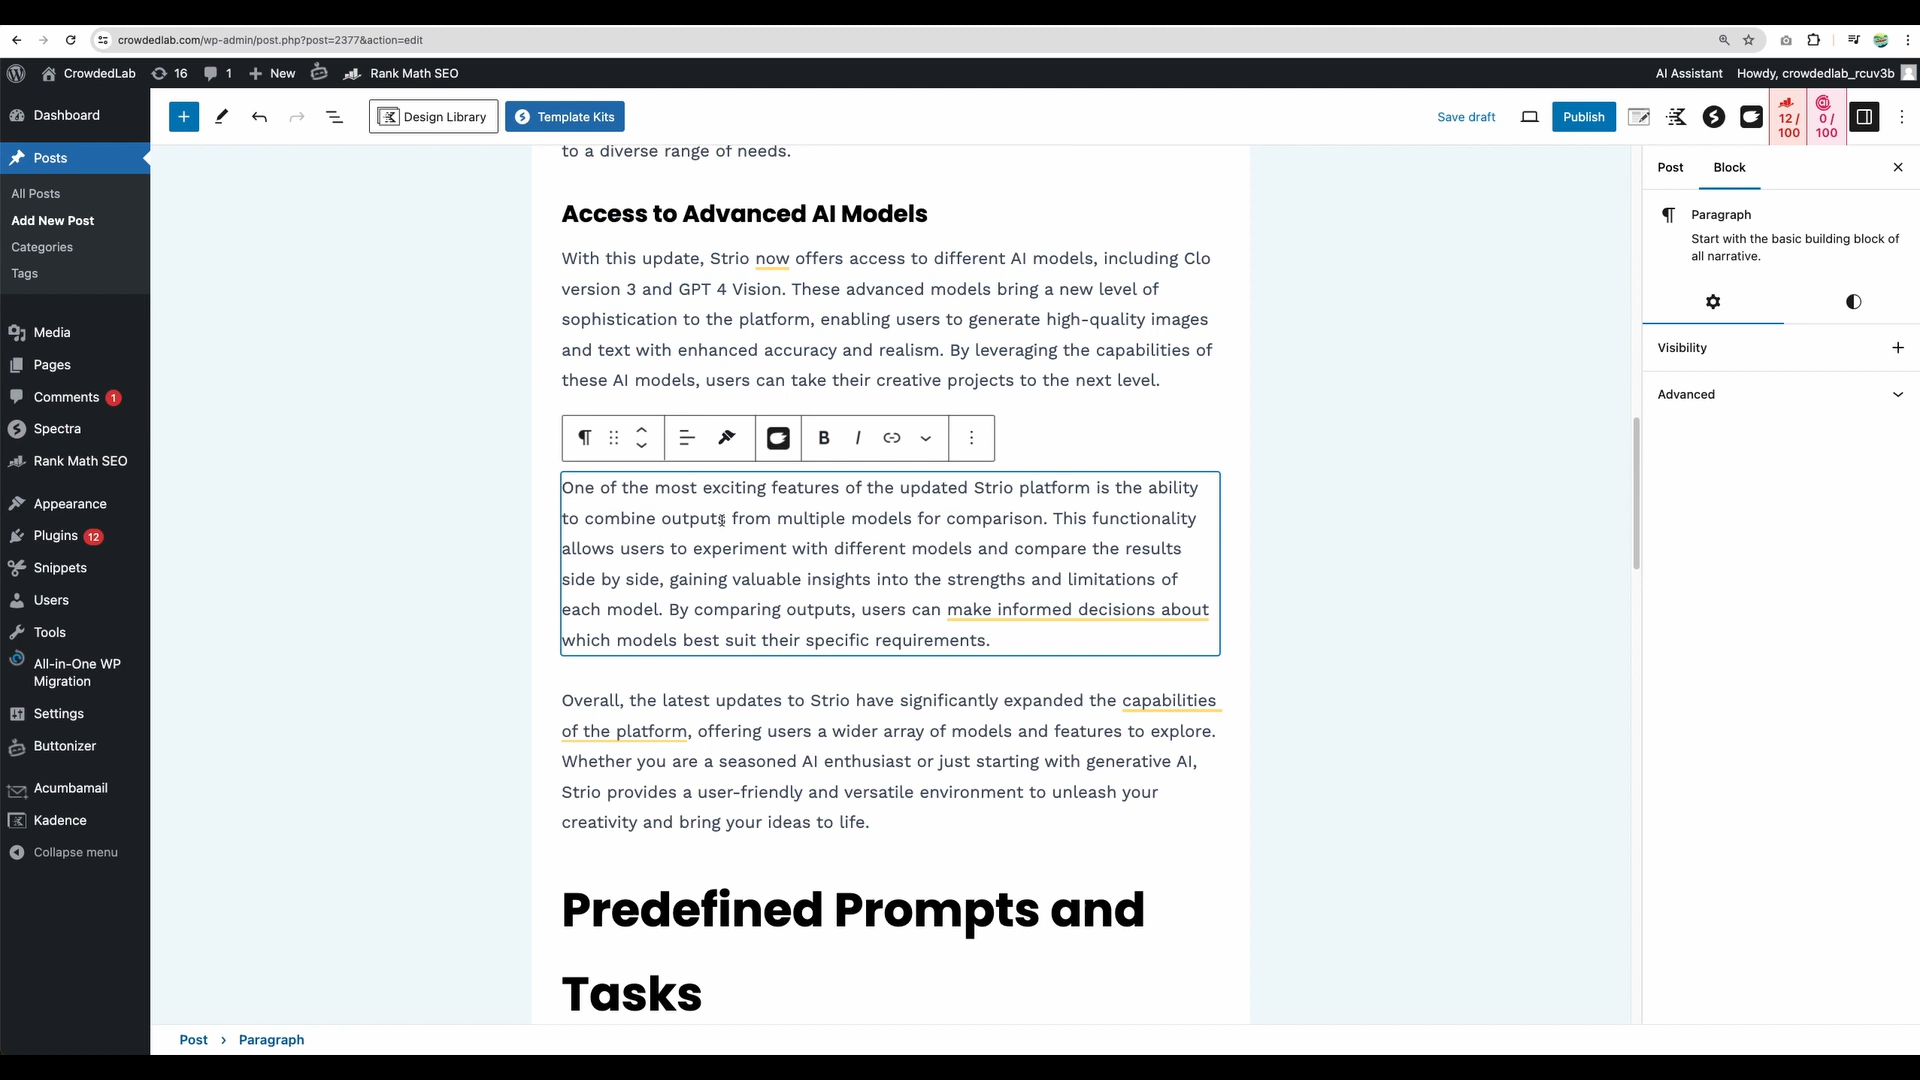 crowdedlab.com/wp-admin/post.php?post=2377&action=edit
CrowdedLab
16
1
New
Rank Math SEO
AI Assistant
Howdy, crowdedlab_rcuv3b
Dashboard
Posts
All Posts
Add New Post
Categories
Tags
Media
Pages
Comments 1
Spectra
Rank Math SEO
Appearance
Plugins 12
Snippets
Users
Tools
All-in-One WP
Migration
Settings
Buttonizer
Acumbamail
Kadence
Collapse menu
Design Library
Template Kits
Save draft
Publish
12 /
100
0 /
100
to a diverse range of needs.
Access to Advanced AI Models
With this update, Strio now offers access to different AI models, including Clo
version 3 and GPT 4 Vision. These advanced models bring a new level of
sophistication to the platform, enabling users to generate high-quality images
and text with enhanced accuracy and realism. By leveraging the capabilities of
these AI models, users can take their creative projects to the next level.
B
I
One of the most exciting features of the updated Strio platform is the ability
to combine outputs from multiple models for comparison. This functionality
allows users to experiment with different models and compare the results
side by side, gaining valuable insights into the strengths and limitations of
each model. By comparing outputs, users can make informed decisions about
which models best suit their specific requirements.
Overall, the latest updates to Strio have significantly expanded the capabilities
of the platform, offering users a wider array of models and features to explore.
Whether you are a seasoned AI enthusiast or just starting with generative AI,
Strio provides a user-friendly and versatile environment to unleash your
creativity and bring your ideas to life.
Predefined Prompts and
Tasks
Post
Block
Paragraph
Start with the basic building block of
all narrative.
Visibility
Advanced
Post › Paragraph